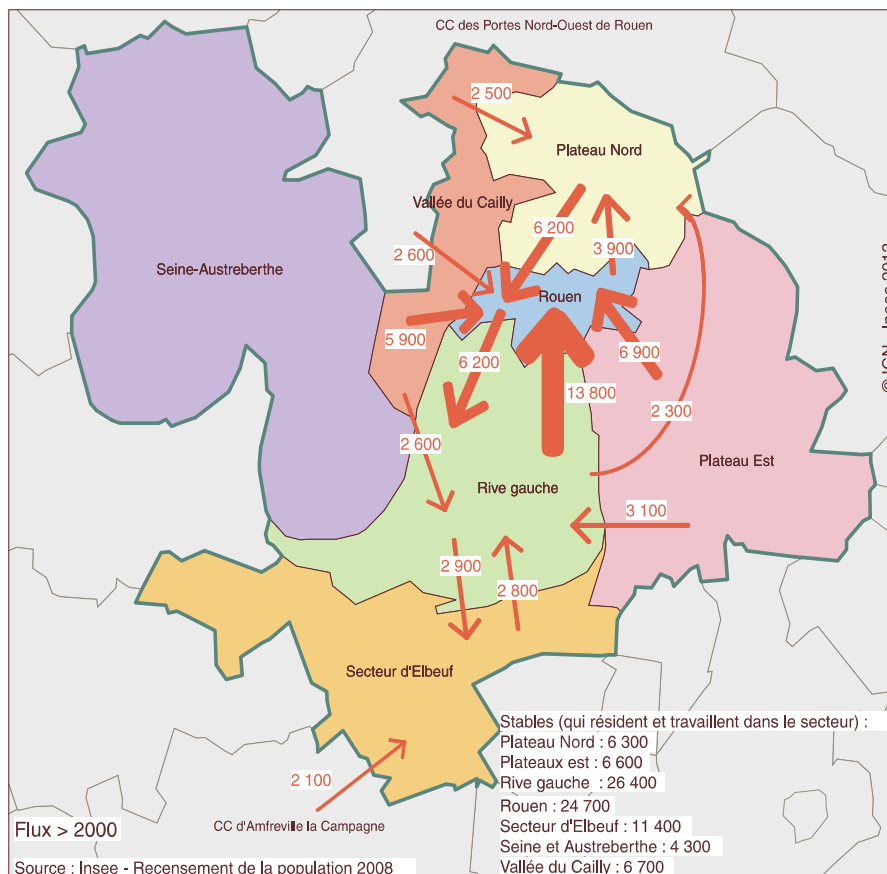 CC des Portes Nord-Ouest de Rouen
2 500
Plateau Nord
Vallée du Cailly
6 200
3 900
2 600
Seine-Austreberthe
Rouen
5 900
6 200
6 900
13 800
2 300
2 600
Plateau Est
Rive gauche
3 100
2 900
2 800
Secteur d'Elbeuf
2 100
CC d'Amfreville la Campagne
Flux > 2000
Source : Insee - Recensement de la population 2008
Stables (qui résident et travaillent dans le secteur) :
Plateau Nord : 6 300
Plateaux est : 6 600
Rive gauche : 26 400
Rouen : 24 700
Secteur d'Elbeuf : 11 400
Seine et Austreberthe : 4 300
Vallée du Cailly : 6 700